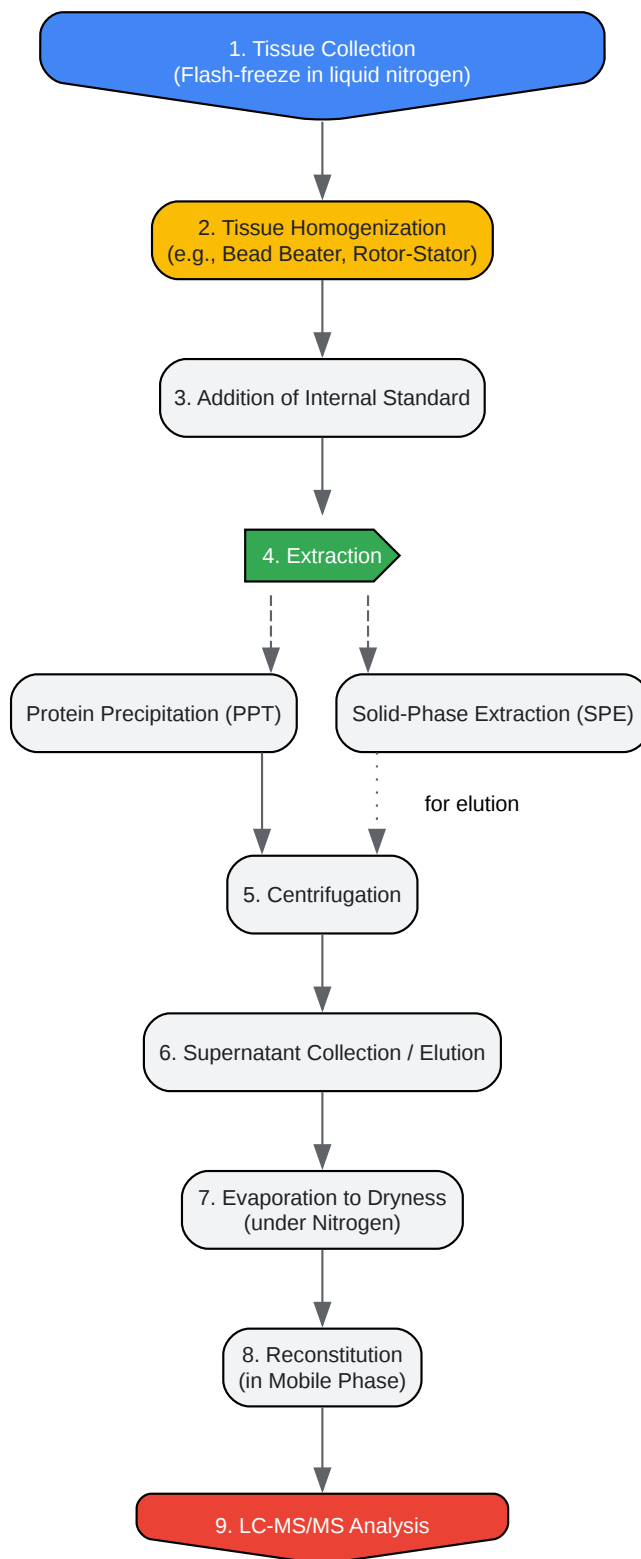 1. Tissue Collection
(Flash-freeze in liquid nitrogen)
2. Tissue Homogenization
(e.g., Bead Beater, Rotor-Stator)
3. Addition of Internal Standard
4. Extraction
Protein Precipitation (PPT)
Solid-Phase Extraction (SPE)
for elution
5. Centrifugation
6. Supernatant Collection / Elution
7. Evaporation to Dryness
(under Nitrogen)
8. Reconstitution
(in Mobile Phase)
9. LC-MS/MS Analysis